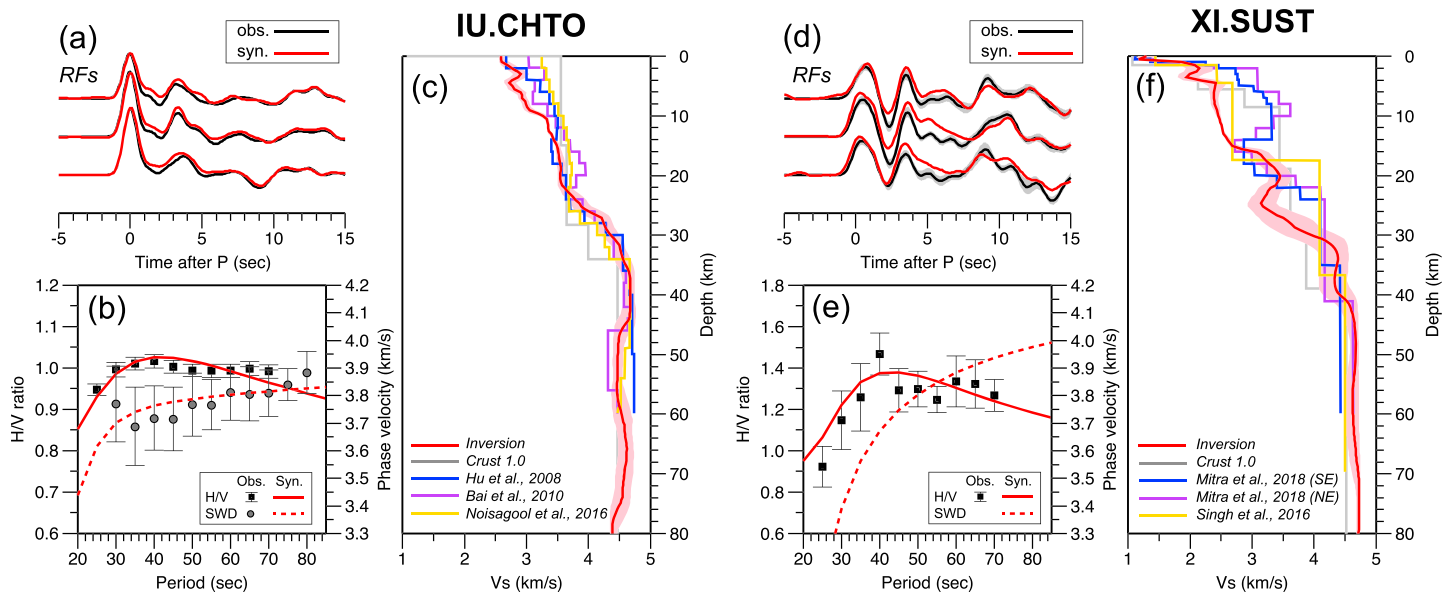 IU.CHTO
XI.SUST
(a)
obs.
syn.
RFs
-5 0 5 10 15
Time after P (sec)
(b)
1.2
1.1
1.0
0.9
0.8
0.7
0.6
H/V ratio
4.2
4.1
4.0
3.9
3.8
3.7
3.6
3.5
3.4
3.3
Phase velocity (km/s)
Obs. Syn.
H/V
SWD
20 30 40 50 60 70 80
Period (sec)
(c)
0
10
20
30
40
50
60
70
80
Depth (km)
Inversion
Crust 1.0
Hu et al., 2008
Bai et al., 2010
Noisagool et al., 2016
1 2 3 4 5
Vs (km/s)
(d)
obs.
syn.
RFs
-5 0 5 10 15
Time after P (sec)
(e)
1.8
1.6
1.4
1.2
1.0
0.8
0.6
H/V ratio
4.2
4.1
4.0
3.9
3.8
3.7
3.6
3.5
3.4
3.3
Phase velocity (km/s)
Obs. Syn.
H/V
SWD
20 30 40 50 60 70 80
Period (sec)
(f)
0
10
20
30
40
50
60
70
80
Depth (km)
Inversion
Crust 1.0
Mitra et al., 2018 (SE)
Mitra et al., 2018 (NE)
Singh et al., 2016
1 2 3 4 5
Vs (km/s)